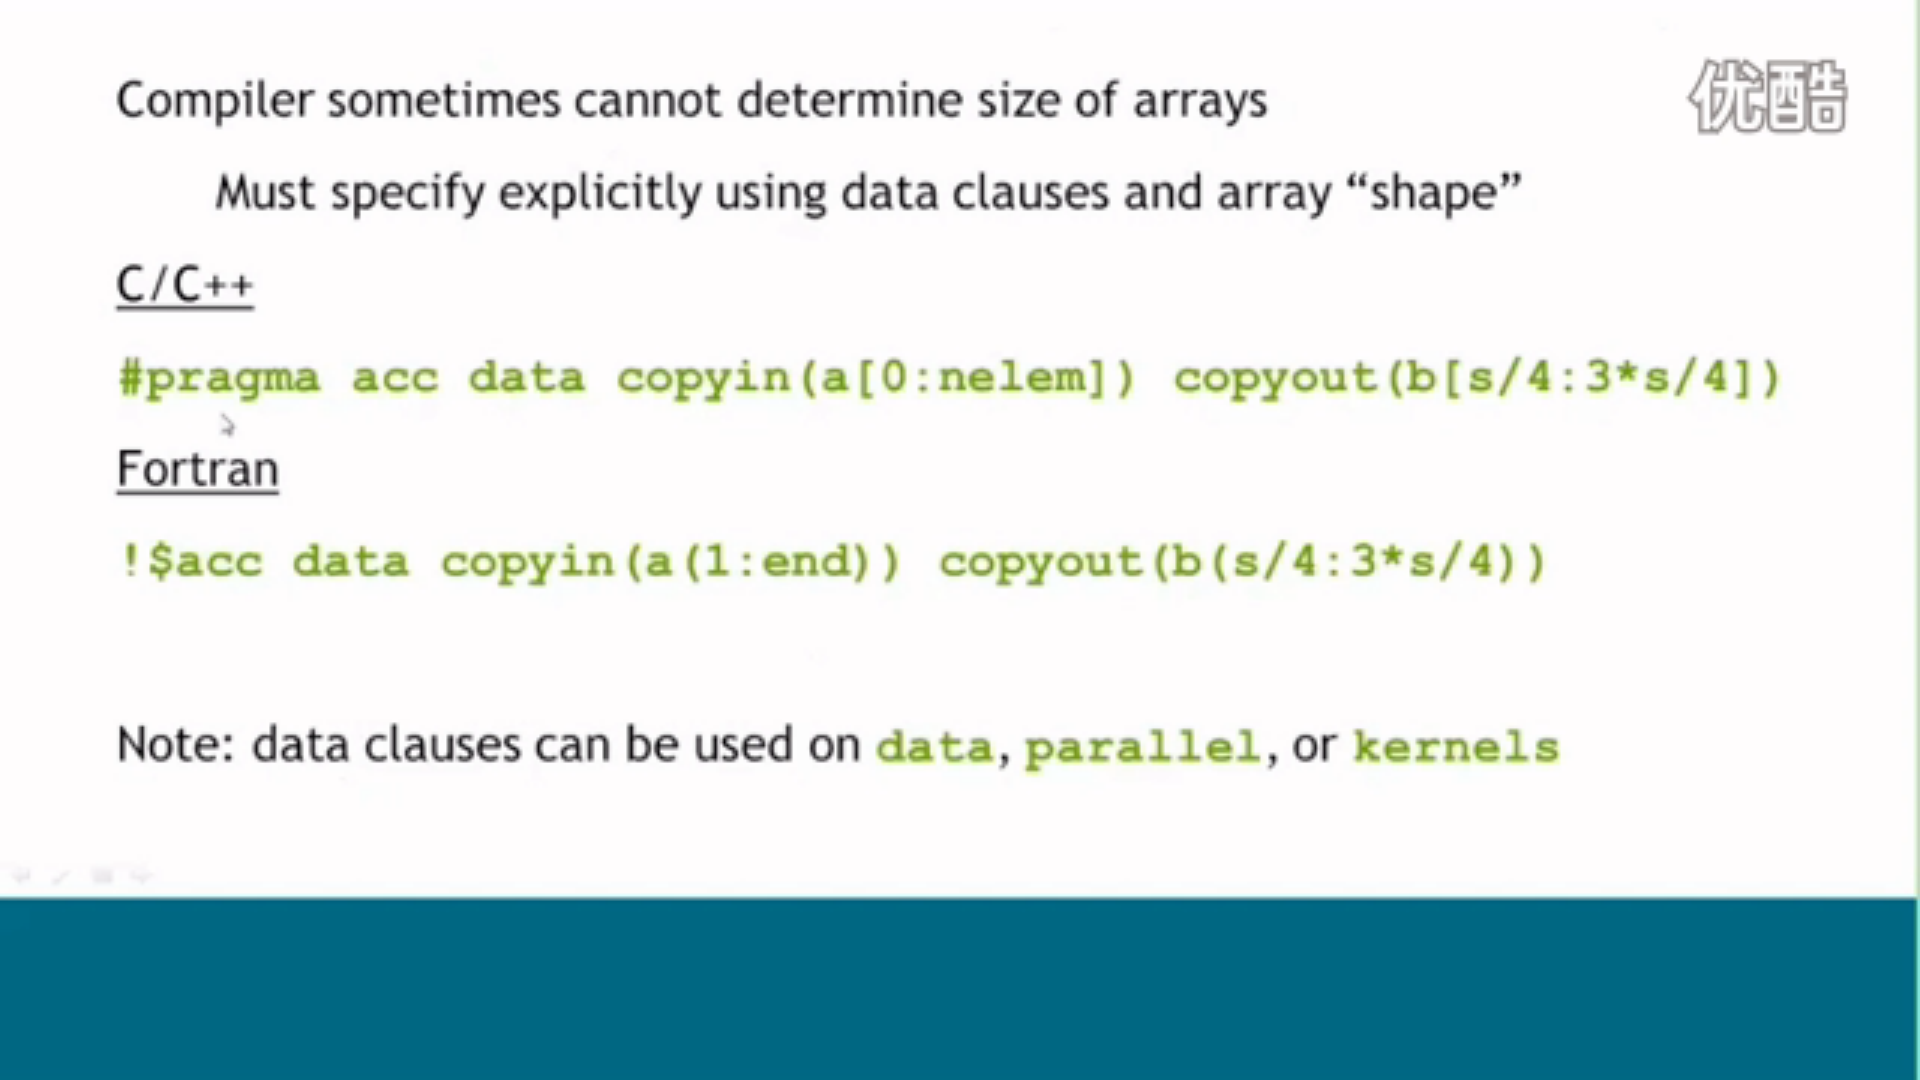 优酷
Compiler sometimes cannot determine size of arrays
Must specify explicitly using data clauses and array “shape”
C/C++
#pragma acc data copyin(a[0:nelem]) copyout(b[s/4:3*s/4])
Fortran
!$acc data copyin(a(1:end)) copyout(b(s/4:3*s/4))
Note: data clauses can be used on data, parallel, or kernels